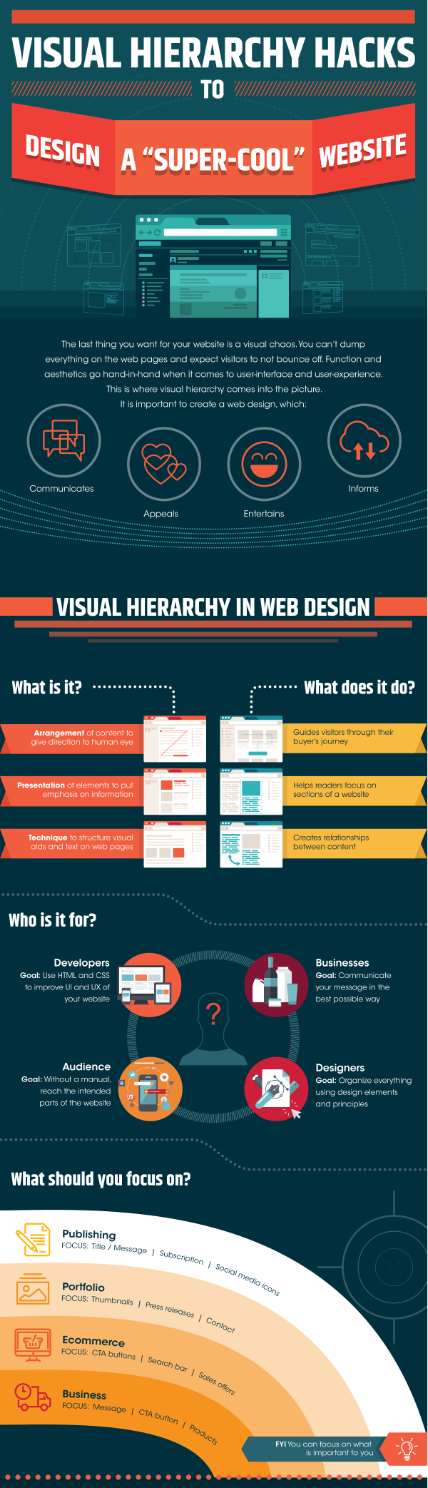 VISUAL HIERARCHY HACKS
TO
DESIGN A “SUPER-COOL” WEBSITE
The last thing you want for your website is a visual chaos. You can't dump
everything on the web pages and expect visitors to not bounce off. Function and
aesthetics go hand-in-hand when it comes to user-interface and user-experience.
This is where visual hierarchy comes into the picture.
It is important to create a web design, which:
Communicates
Appeals
Entertains
Informs
VISUAL HIERARCHY IN WEB DESIGN
What is it?
Arrangement of content to
give direction to human eye
Presentation of elements to put
emphasis on information
Technique to structure visual
aids and text on web pages
What does it do?
Guides visitors through their
buyer's journey
Helps readers focus on
sections of a website
Creates relationships
between content
Who is it for?
Developers
Goal: Use HTML and CSS
to improve UI and UX of
your website
Businesses
Goal: Communicate
your message in the
best possible way
?
Audience
Goal: Without a manual,
reach the intended
parts of the website
Designers
Goal: Organize everything
using design elements
and principles
What should you focus on?
Publishing
FOCUS: Title / Message | Subscription | Social media icons
Portfolio
FOCUS: Thumbnails | Press releases | Contact
Ecommerce
FOCUS: CTA buttons | Search bar | Sales offers
Business
FOCUS: Message | CTA button | Products
FYI You can focus on what
is important to you